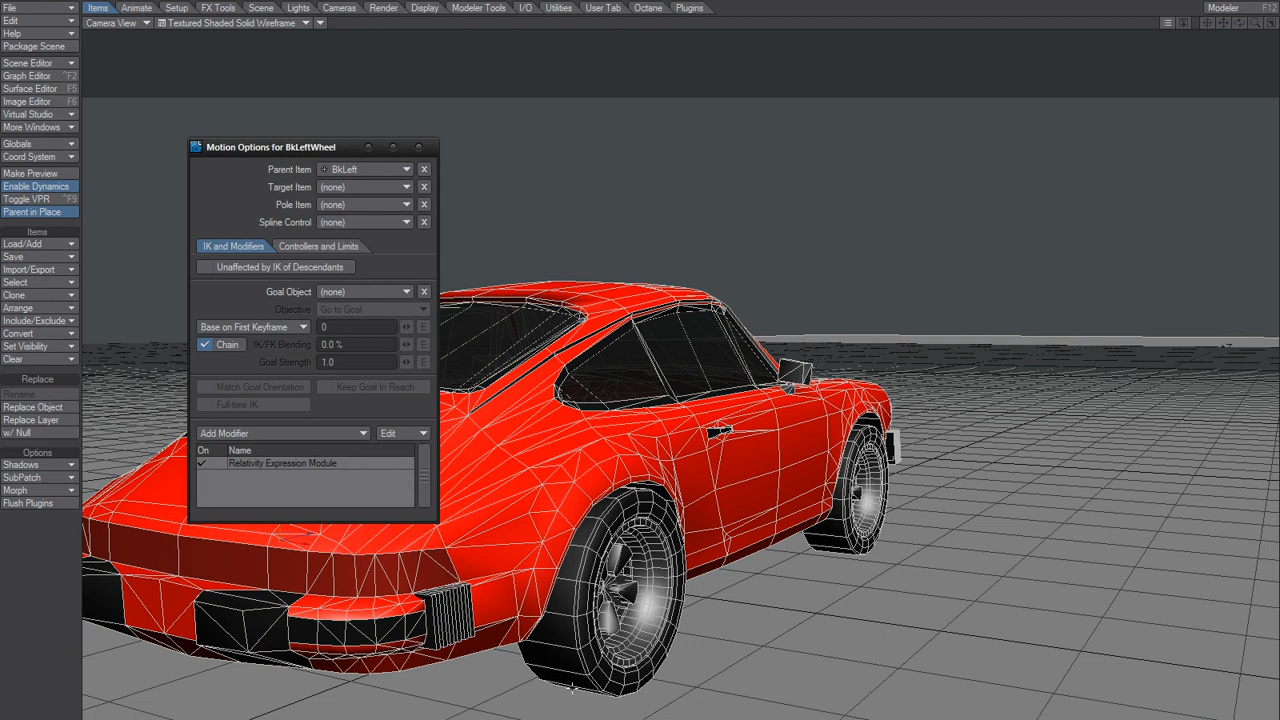 File Items Animate Setup FX Tools Scene Lights Cameras Render Display Modeler Tools I/O Utilities User Tab Octane Plugins Modeler F12
Edit Camera View Textured Shaded Solid Wireframe
Help
Package Scene
Scene Editor
Graph Editor ^F2
Surface Editor F5
Image Editor F6
Virtual Studio
More Windows
Globals
Coord System
Make Preview
Enable Dynamics
Toggle VPR ^F9
Parent in Place
Items
Load/Add
Save
Import/Export
Select
Clone
Arrange
Include/Exclude
Convert
Set Visibility
Clear
Replace
Rename
Replace Object
Replace Layer
w/ Null
Options
Shadows
SubPatch
Morph
Flush Plugins
Motion Options for BkLeftWheel
Parent Item + BkLeft X
Target Item (none) X
Pole Item (none) X
Spline Control (none) X
IK and Modifiers Controllers and Limits
Unaffected by IK of Descendants
Goal Object (none) X
Objective Go to Goal
Base on First Keyframe 0 E
Chain IK/FK Blending 0.0 % E
Goal Strength 1.0 E
Match Goal Orientation Keep Goal In Reach
Full-time IK
Add Modifier Edit
On Name
Relativity Expression Module